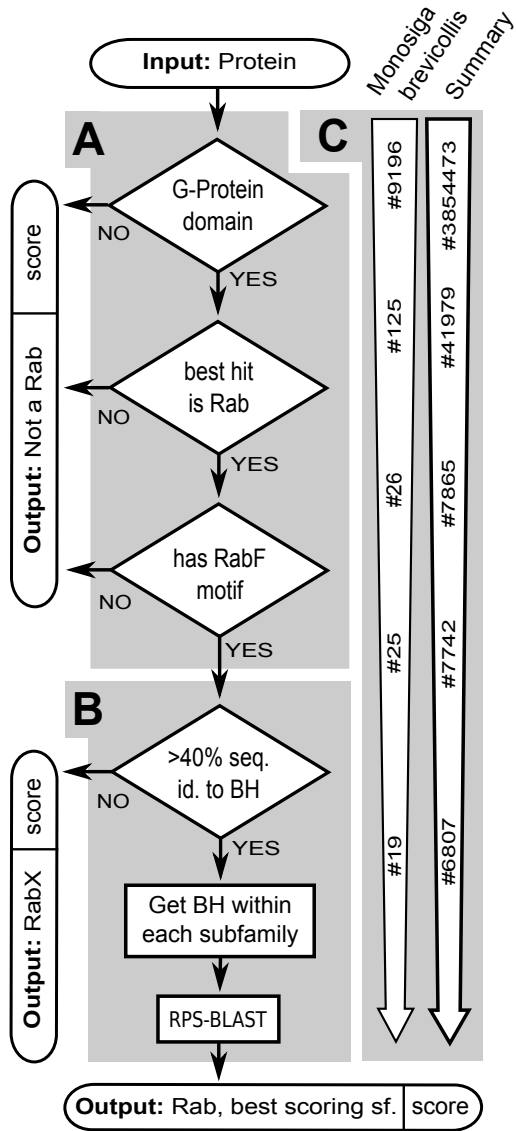 Input: Protein
Monosiga
brevicollis
Summary
A
C
G-Protein
domain
NO
YES
best hit
is Rab
NO
YES
has RabF
motif
NO
YES
score
Output: Not a Rab
B
>40% seq.
id. to BH
NO
YES
Get BH within
each subfamily
RPS-BLAST
score
Output: RabX
Output: Rab, best scoring sf.
score
#9196
#125
#26
#25
#19
#3854473
#41979
#7865
#7742
#6807